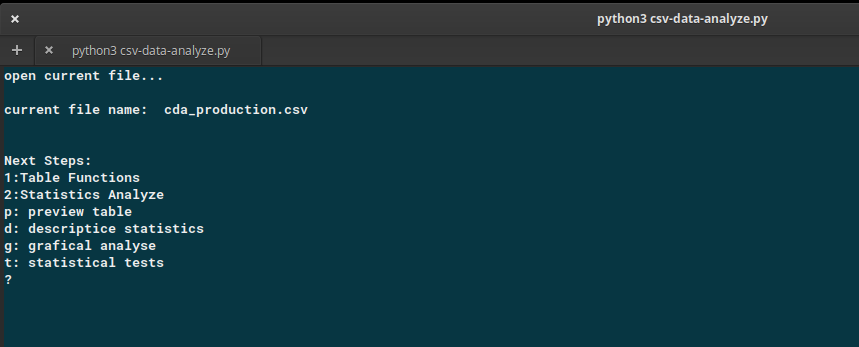 python3 csv-data-analyze.py
python3 csv-data-analyze.py
open current file...
current file name:  cda_production.csv
Next Steps:
1:Table Functions
2:Statistics Analyze
p: preview table
d: descriptice statistics
g: grafical analyse
t: statistical tests
?